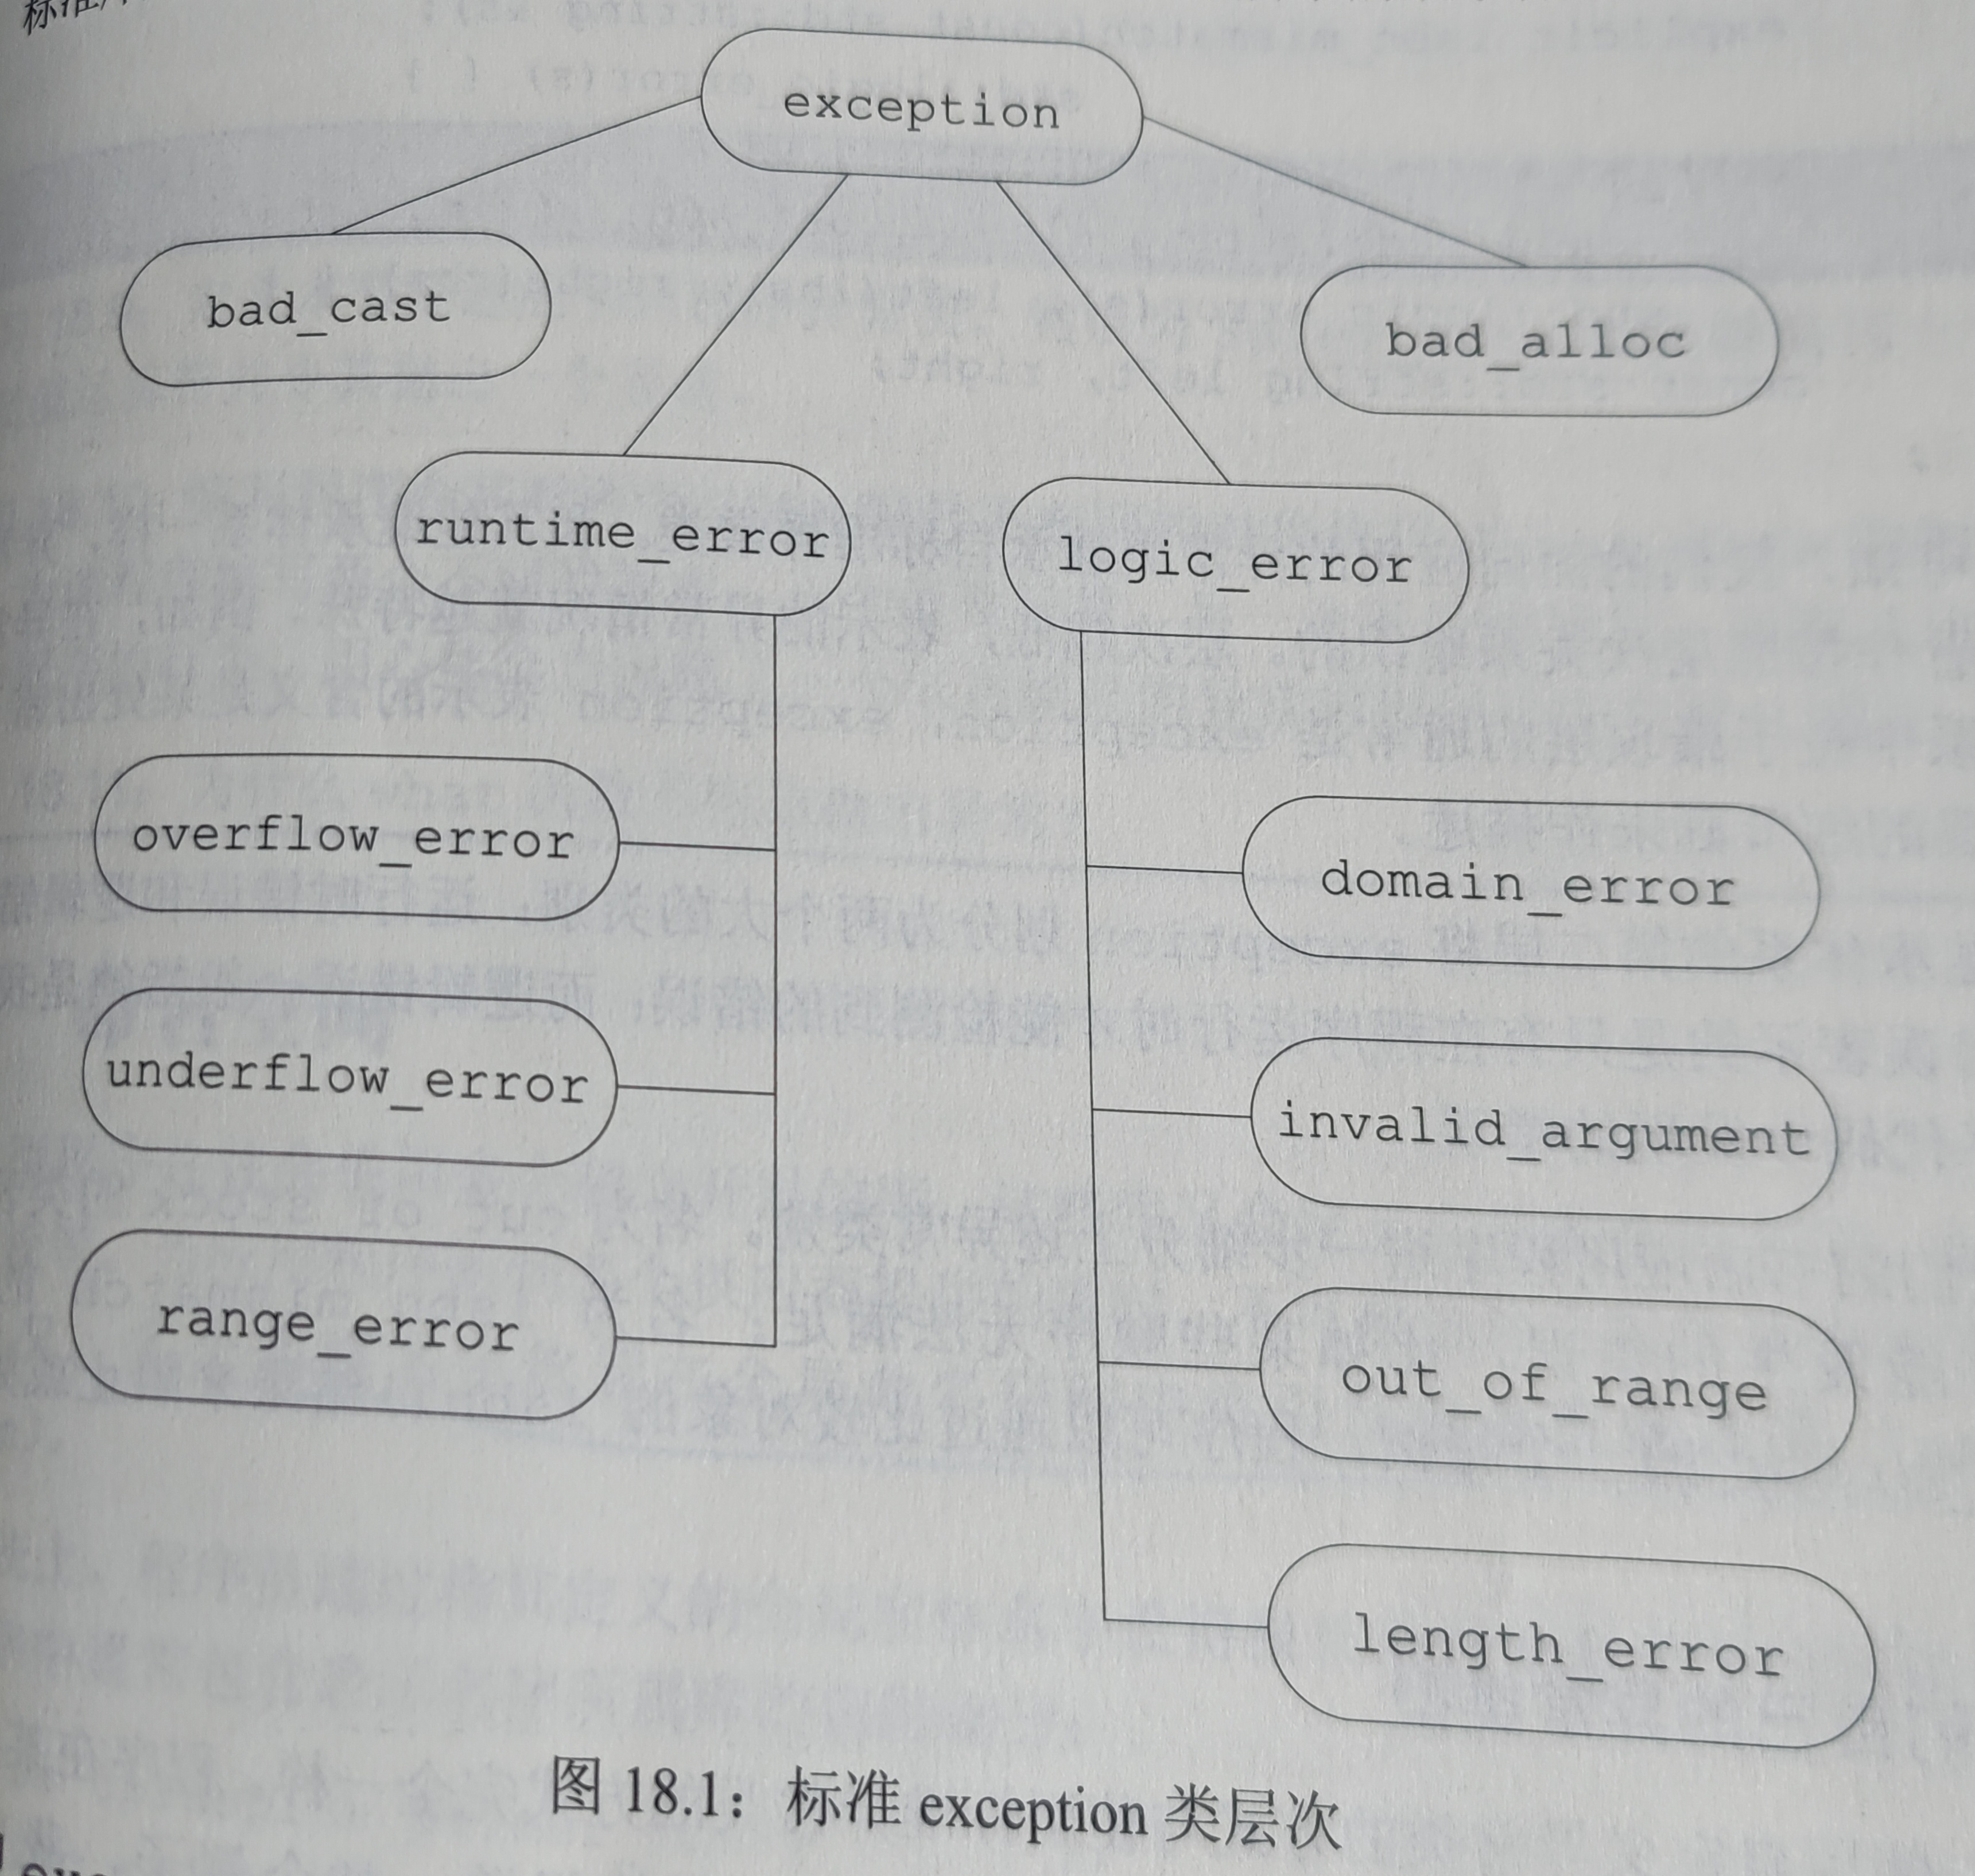 exception
bad_cast
bad_alloc
runtime_error
logic_error
overflow_error
domain_error
underflow_error
invalid_argument
range_error
out_of_range
length_error
图 18.1：标准 exception 类层次